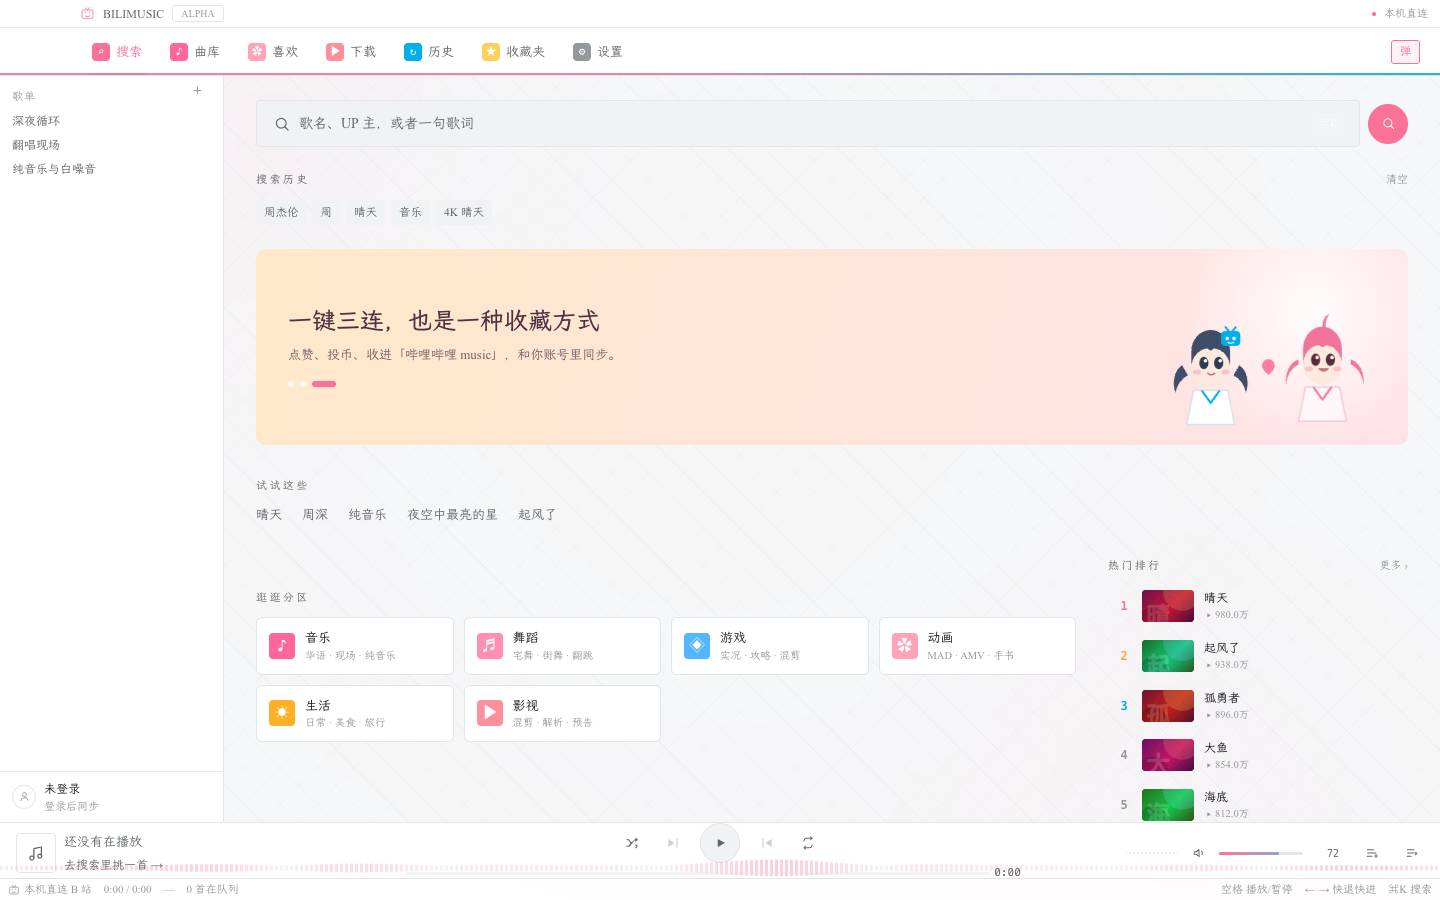 BILIMUSIC ALPHA
本机直连
搜索 曲库 喜欢 下载 历史 收藏夹 设置
弹
歌单 +
深夜循环
翻唱现场
纯音乐与白噪音
歌名、UP 主，或者一句歌词
⌘K
搜索历史
清空
周杰伦 周 晴天 音乐 4K 晴天
一键三连，也是一种收藏方式
点赞、投币、收进「哔哩哔哩 music」，和你账号里同步。
试试这些
晴天 周深 纯音乐 夜空中最亮的星 起风了
逛逛分区
音乐
华语 · 现场 · 纯音乐
舞蹈
宅舞 · 街舞 · 翻跳
游戏
实况 · 攻略 · 混剪
动画
MAD · AMV · 手书
生活
日常 · 美食 · 旅行
影视
混剪 · 解析 · 预告
热门排行
更多 ›
1 晴天
980.0万
2 起风了
938.0万
3 孤勇者
896.0万
4 大鱼
854.0万
5 海底
812.0万
未登录
登录后同步
还没有在播放
去搜索里挑一首 →
0:00
72
本机直连 B 站 0:00 / 0:00 — 0 首在队列
空格 播放/暂停 ← → 快退快进 ⌘K 搜索